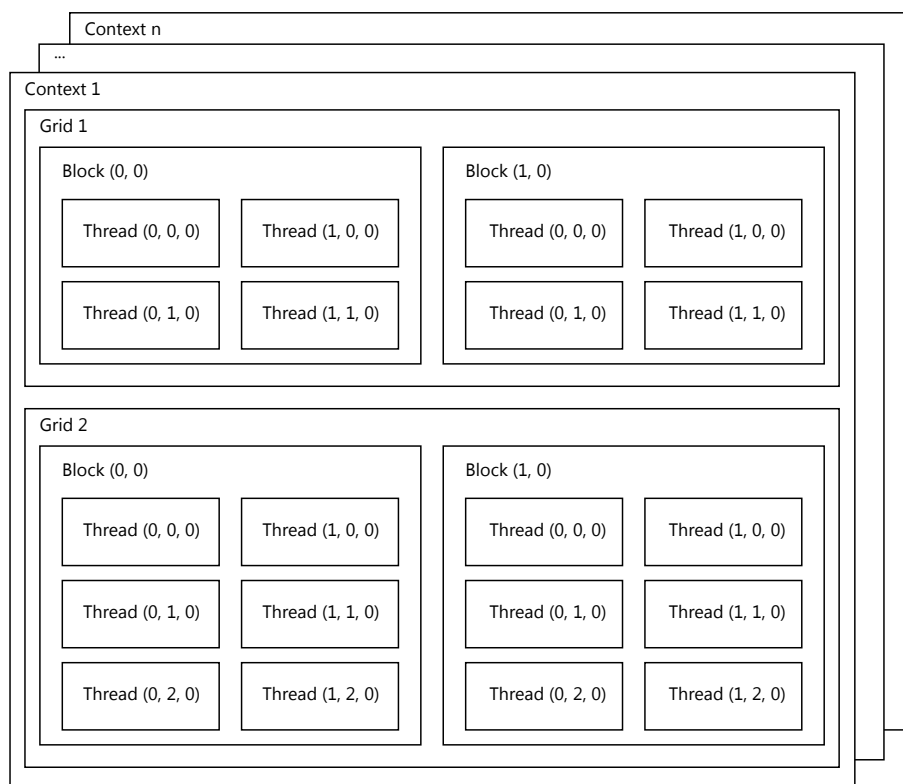 Context n
...
Context 1
Grid 1
Block (0, 0)
Block (1, 0)
Thread (0, 0, 0)
Thread (1, 0, 0)
Thread (0, 0, 0)
Thread (1, 0, 0)
Thread (0, 1, 0)
Thread (1, 1, 0)
Thread (0, 1, 0)
Thread (1, 1, 0)
Grid 2
Block (0, 0)
Block (1, 0)
Thread (0, 0, 0)
Thread (1, 0, 0)
Thread (0, 0, 0)
Thread (1, 0, 0)
Thread (0, 1, 0)
Thread (1, 1, 0)
Thread (0, 1, 0)
Thread (1, 1, 0)
Thread (0, 2, 0)
Thread (1, 2, 0)
Thread (0, 2, 0)
Thread (1, 2, 0)